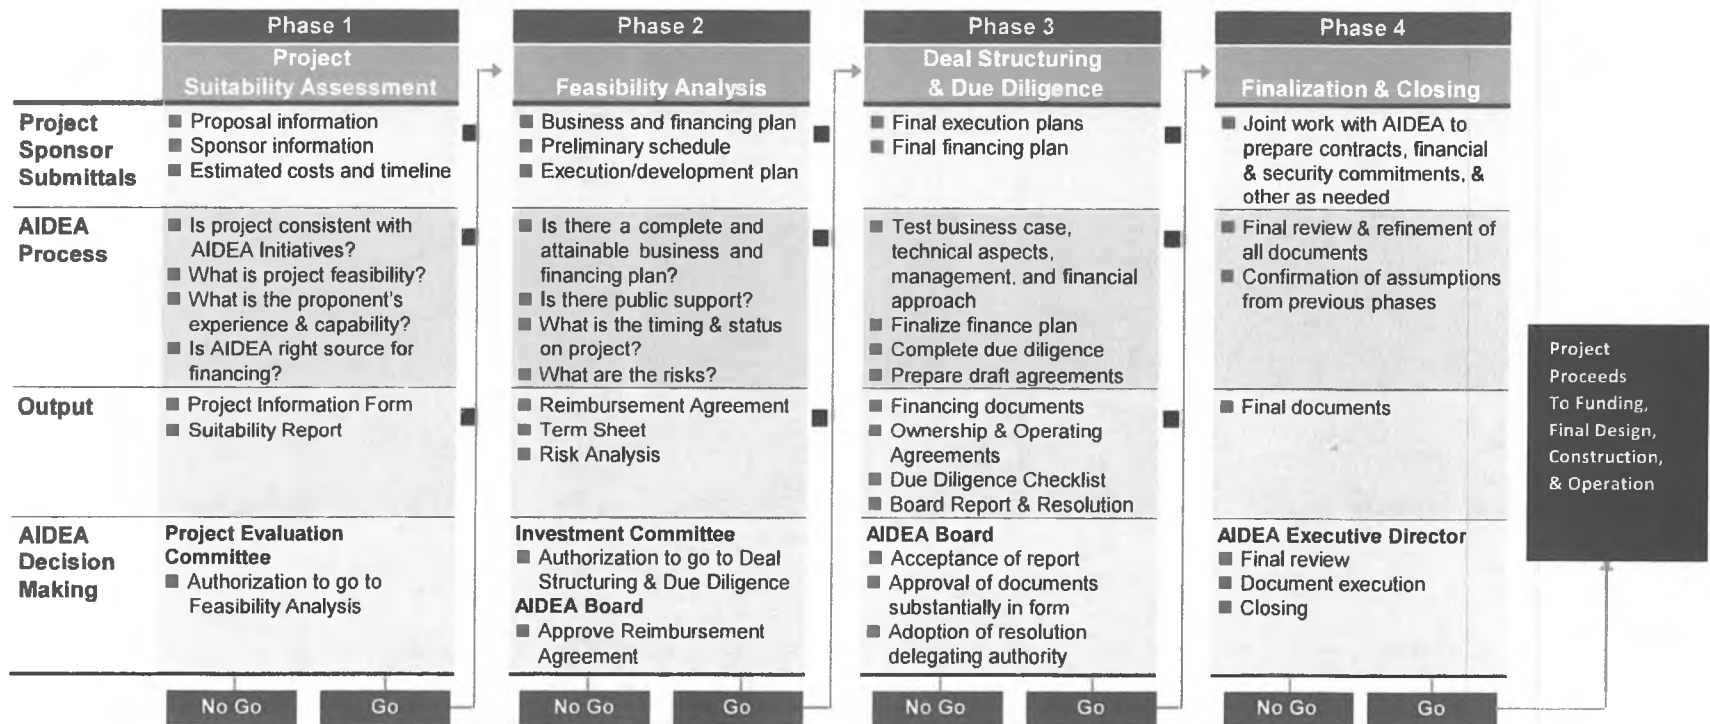 Phase 1
Phase 2
Phase 3
Phase 4
Project
Suitability Assessment
Feasibility Analysis
Deal Structuring
& Due Diligence
Finalization & Closing
Project
Sponsor
Submittals
Proposal information
Sponsor information
Estimated costs and timeline
Business and financing plan
Preliminary schedule
Execution/development plan
Final execution plans
Final financing plan
Joint work with AIDEA to
prepare contracts, financial
& security commitments, &
other as needed
AIDEA
Process
Is project consistent with
AIDEA Initiatives?
What is project feasibility?
What is the proponent's
experience & capability?
Is AIDEA right source for
financing?
Is there a complete and
attainable business and
financing plan?
Is there public support?
What is the timing & status
on project?
What are the risks?
Test business case,
technical aspects,
management, and financial
approach
Finalize finance plan
Complete due diligence
Prepare draft agreements
Final review & refinement of
all documents
Confirmation of assumptions
from previous phases
Output
Project Information Form
Suitability Report
Reimbursement Agreement
Term Sheet
Risk Analysis
Financing documents
Ownership & Operating
Agreements
Due Diligence Checklist
Board Report & Resolution
Final documents
AIDEA
Decision
Making
Project Evaluation
Committee
Authorization to go to
Feasibility Analysis
Investment Committee
Authorization to go to Deal
Structuring & Due Diligence
AIDEA Board
Approve Reimbursement
Agreement
AIDEA Board
Acceptance of report
Approval of documents
substantially in form
Adoption of resolution
delegating authority
AIDEA Executive Director
Final review
Document execution
Closing
No Go
Go
No Go
Go
No Go
Go
No Go
Go
Project
Proceeds
To Funding,
Final Design,
Construction,
& Operation